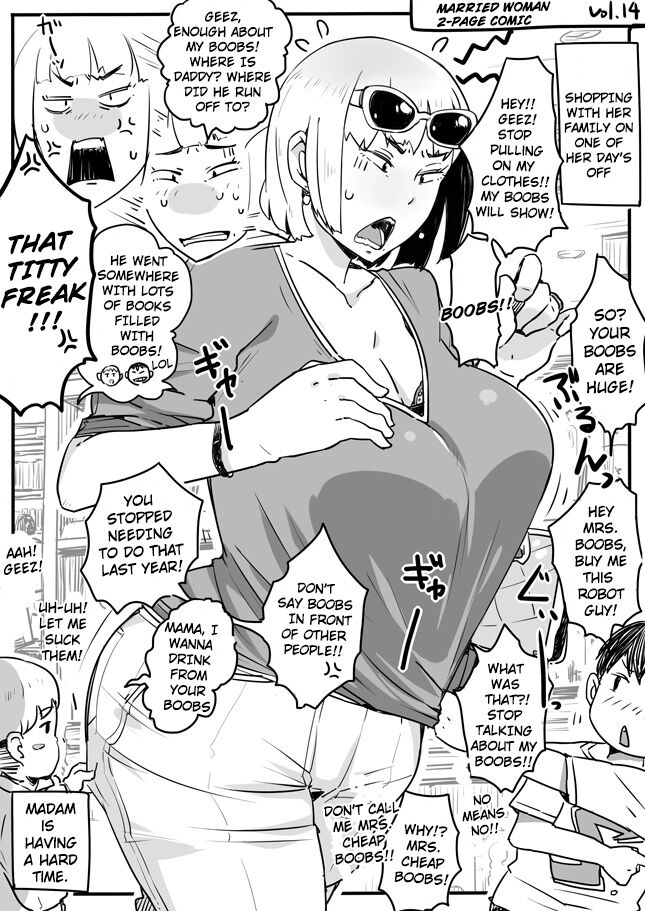 MARRIED WOMAN
2-PAGE COMIC
vol.14
SHOPPING
WITH HER
FAMILY ON
ONE OF
HER DAY'S
OFF
HEY!!
GEEZ!
STOP
PULLING
ON MY
CLOTHES!!
MY BOOBS
WILL SHOW!
BOOBS!!
SO?
YOUR
BOOBS
ARE
HUGE!
ぶるんっ
HEY
MRS.
BOOBS,
BUY ME
THIS
ROBOT
GUY!
ぐぃ
WHAT
WAS
THAT?!
STOP
TALKING
ABOUT MY
BOOBS!!
NO
MEANS
NO!!
WHY!?
MRS.
CHEAP
BOOBS!
DON'T CALL
ME MRS.
CHEAP
BOOBS!!
DON'T
SAY BOOBS
IN FRONT
OF OTHER
PEOPLE!!
ギャー
MAMA, I
WANNA
DRINK
FROM
YOUR
BOOBS
YOU
STOPPED
NEEDING
TO DO THAT
LAST YEAR!
UH-UH!
LET ME
SUCK
THEM!
AAH!
GEEZ!
GEEZ,
ENOUGH ABOUT
MY BOOBS!
WHERE IS
DADDY? WHERE
DID HE RUN
OFF TO?
HE WENT
SOMEWHERE
WITH LOTS
OF BOOKS
FILLED
WITH
BOOBS!
LOL
ギャー
がーっ
THAT
TITTY
FREAK
!!!
MADAM
IS
HAVING
A HARD
TIME.